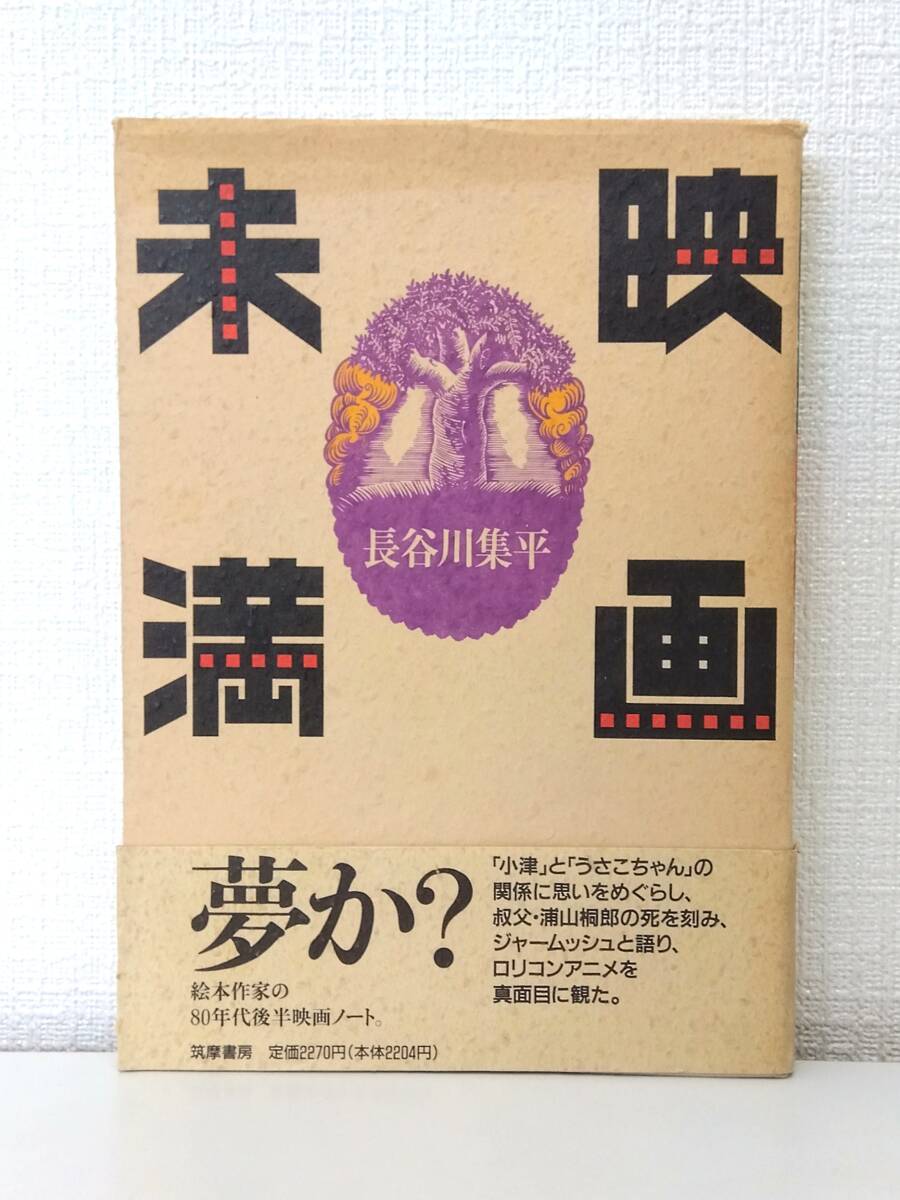 映画
未満
長谷川集平
夢か?
絵本作家の
80年代後半映画ノート。
筑摩書房 定価2270円(本体2204円)
「小津」と「うさこちゃん」の
関係に思いをめぐらし、
叔父・浦山桐郎の死を刻み、
ジャームッシュと語り、
ロリコンアニメを
真面目に観た。